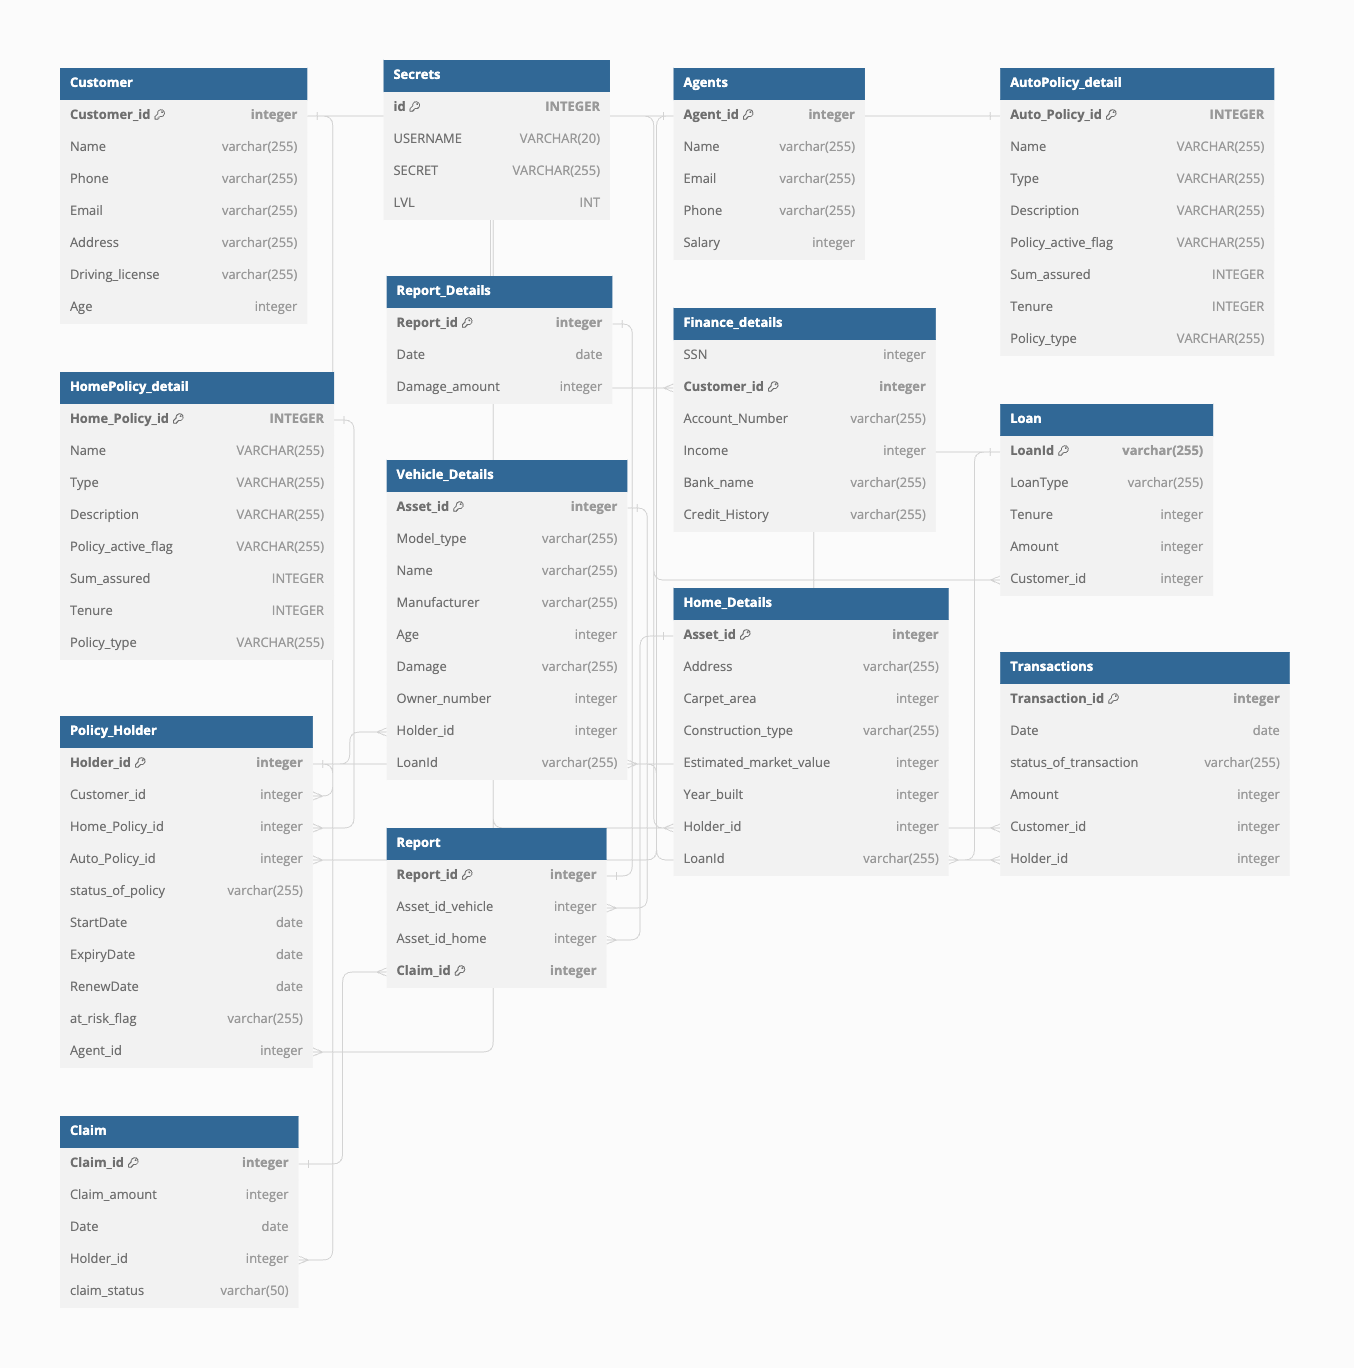 Customer
Customer_id integer
Name varchar(255)
Phone varchar(255)
Email varchar(255)
Address varchar(255)
Driving_license varchar(255)
Age integer
Secrets
id INTEGER
USERNAME VARCHAR(20)
SECRET VARCHAR(255)
LVL INT
Agents
Agent_id integer
Name varchar(255)
Email varchar(255)
Phone varchar(255)
Salary integer
AutoPolicy_detail
Auto_Policy_id INTEGER
Name VARCHAR(255)
Type VARCHAR(255)
Description VARCHAR(255)
Policy_active_flag VARCHAR(255)
Sum_assured INTEGER
Tenure INTEGER
Policy_type VARCHAR(255)
Report_Details
Report_id integer
Date date
Damage_amount integer
Finance_details
SSN integer
Customer_id integer
Account_Number varchar(255)
Income integer
Bank_name varchar(255)
Credit_History varchar(255)
HomePolicy_detail
Home_Policy_id INTEGER
Name VARCHAR(255)
Type VARCHAR(255)
Description VARCHAR(255)
Policy_active_flag VARCHAR(255)
Sum_assured INTEGER
Tenure INTEGER
Policy_type VARCHAR(255)
Vehicle_Details
Asset_id integer
Model_type varchar(255)
Name varchar(255)
Manufacturer varchar(255)
Age integer
Damage varchar(255)
Owner_number integer
Holder_id integer
LoanId varchar(255)
Loan
LoanId varchar(255)
LoanType varchar(255)
Tenure integer
Amount integer
Customer_id integer
Home_Details
Asset_id integer
Address varchar(255)
Carpet_area integer
Construction_type varchar(255)
Estimated_market_value integer
Year_built integer
Holder_id integer
LoanId varchar(255)
Transactions
Transaction_id integer
Date date
status_of_transaction varchar(255)
Amount integer
Customer_id integer
Holder_id integer
Policy_Holder
Holder_id integer
Customer_id integer
Home_Policy_id integer
Auto_Policy_id integer
status_of_policy varchar(255)
StartDate date
ExpiryDate date
RenewDate date
at_risk_flag varchar(255)
Agent_id integer
Report
Report_id integer
Asset_id_vehicle integer
Asset_id_home integer
Claim_id integer
Claim
Claim_id integer
Claim_amount integer
Date date
Holder_id integer
claim_status varchar(50)